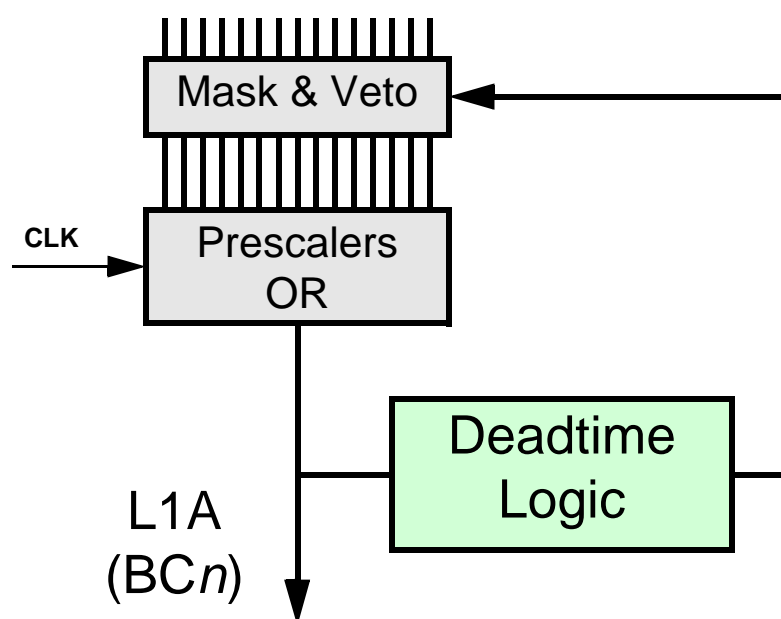 Mask & Veto
CLK
Prescalers
OR
Deadtime
Logic
L1A
(BCn)